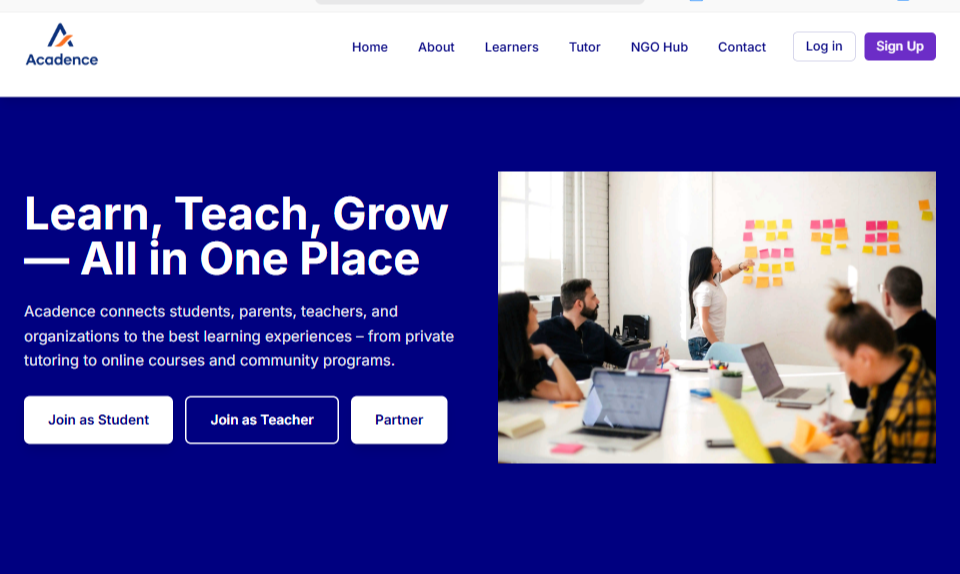 Acadence
Home
About
Learners
Tutor
NGO Hub
Contact
Log in
Sign Up
Learn, Teach, Grow
— All in One Place
Acadence connects students, parents, teachers, and
organizations to the best learning experiences – from private
tutoring to online courses and community programs.
Join as Student
Join as Teacher
Partner